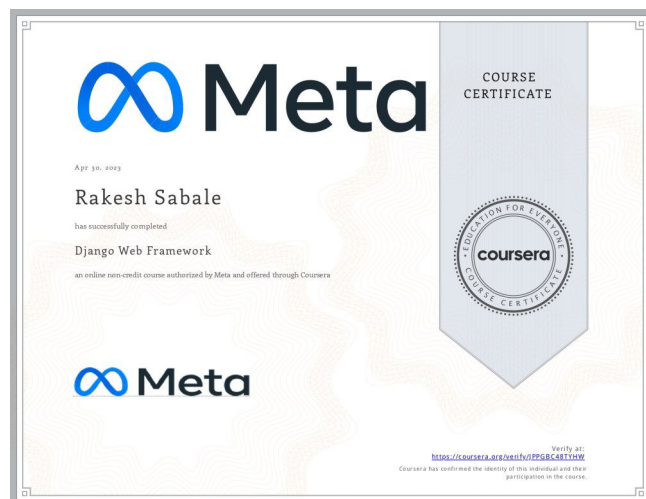 Meta
COURSE
CERTIFICATE
Apr 30, 2023
Rakesh Sabale
has successfully completed
Django Web Framework
an online non-credit course authorized by Meta and offered through Coursera
EDUCATION FOR EVERYONE
coursera
COURSE CERTIFICATE
Meta
Verify at:
https://coursera.org/verify/JPPGBC48TYHW
Coursera has confirmed the identity of this individual and their
participation in the course.